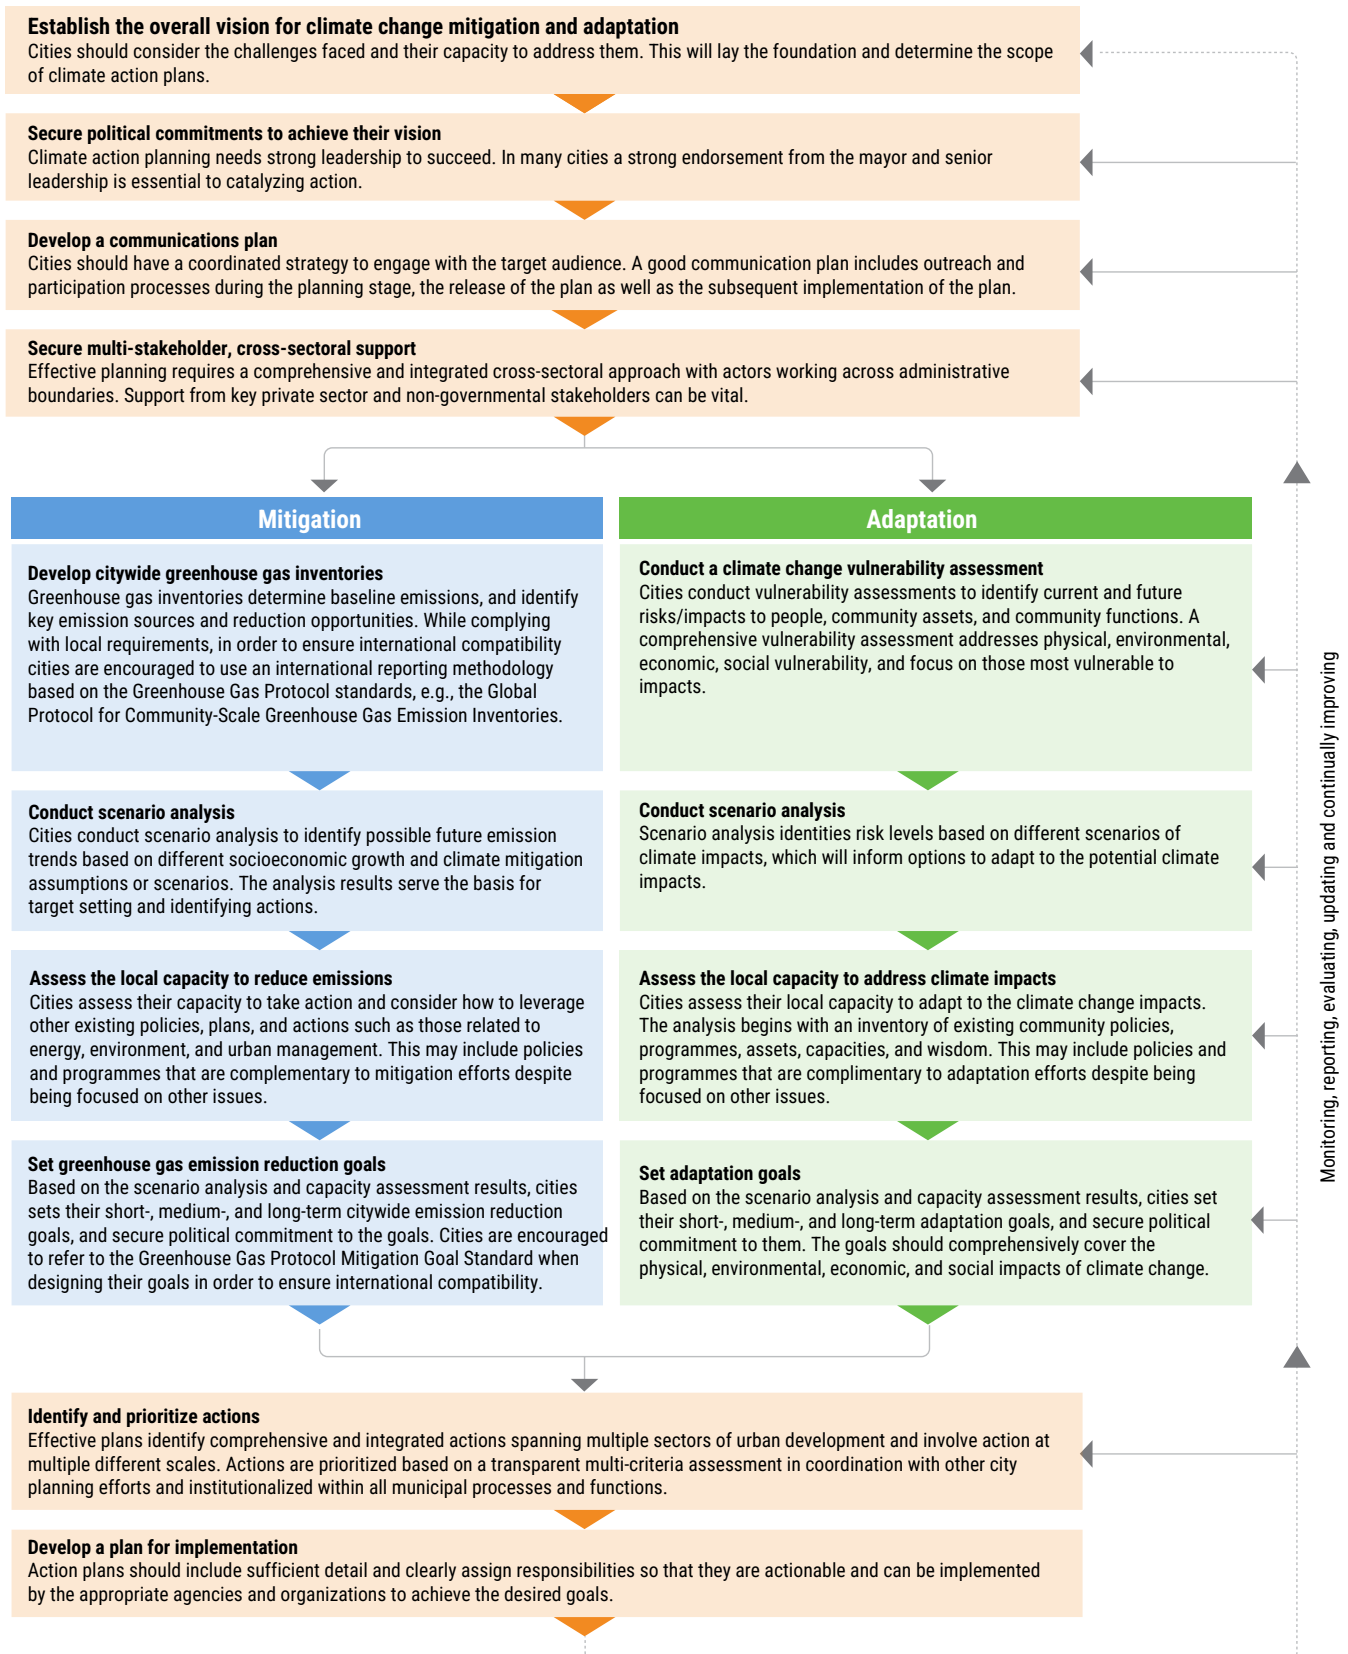 Establish the overall vision for climate change mitigation and adaptation
Cities should consider the challenges faced and their capacity to address them. This will lay the foundation and determine the scope
of climate action plans.
Secure political commitments to achieve their vision
Climate action planning needs strong leadership to succeed. In many cities a strong endorsement from the mayor and senior
leadership is essential to catalyzing action.
Develop a communications plan
Cities should have a coordinated strategy to engage with the target audience. A good communication plan includes outreach and
participation processes during the planning stage, the release of the plan as well as the subsequent implementation of the plan.
Secure multi-stakeholder, cross-sectoral support
Effective planning requires a comprehensive and integrated cross-sectoral approach with actors working across administrative
boundaries. Support from key private sector and non-governmental stakeholders can be vital.
Mitigation
Develop citywide greenhouse gas inventories
Greenhouse gas inventories determine baseline emissions, and identify
key emission sources and reduction opportunities. While complying
with local requirements, in order to ensure international compatibility
cities are encouraged to use an international reporting methodology
based on the Greenhouse Gas Protocol standards, e.g., the Global
Protocol for Community-Scale Greenhouse Gas Emission Inventories.
Conduct scenario analysis
Cities conduct scenario analysis to identify possible future emission
trends based on different socioeconomic growth and climate mitigation
assumptions or scenarios. The analysis results serve the basis for
target setting and identifying actions.
Assess the local capacity to reduce emissions
Cities assess their capacity to take action and consider how to leverage
other existing policies, plans, and actions such as those related to
energy, environment, and urban management. This may include policies
and programmes that are complementary to mitigation efforts despite
being focused on other issues.
Set greenhouse gas emission reduction goals
Based on the scenario analysis and capacity assessment results, cities
sets their short-, medium-, and long-term citywide emission reduction
goals, and secure political commitment to the goals. Cities are encouraged
to refer to the Greenhouse Gas Protocol Mitigation Goal Standard when
designing their goals in order to ensure international compatibility.
Adaptation
Conduct a climate change vulnerability assessment
Cities conduct vulnerability assessments to identify current and future
risks/impacts to people, community assets, and community functions. A
comprehensive vulnerability assessment addresses physical, environmental,
economic, social vulnerability, and focus on those most vulnerable to
impacts.
Conduct scenario analysis
Scenario analysis identities risk levels based on different scenarios of
climate impacts, which will inform options to adapt to the potential climate
impacts.
Assess the local capacity to address climate impacts
Cities assess their local capacity to adapt to the climate change impacts.
The analysis begins with an inventory of existing community policies,
programmes, assets, capacities, and wisdom. This may include policies and
programmes that are complimentary to adaptation efforts despite being
focused on other issues.
Set adaptation goals
Based on the scenario analysis and capacity assessment results, cities set
their short-, medium-, and long-term adaptation goals, and secure political
commitment to them. The goals should comprehensively cover the
physical, environmental, economic, and social impacts of climate change.
Identify and prioritize actions
Effective plans identify comprehensive and integrated actions spanning multiple sectors of urban development and involve action at
multiple different scales. Actions are prioritized based on a transparent multi-criteria assessment in coordination with other city
planning efforts and institutionalized within all municipal processes and functions.
Develop a plan for implementation
Action plans should include sufficient detail and clearly assign responsibilities so that they are actionable and can be implemented
by the appropriate agencies and organizations to achieve the desired goals.
Monitoring, reporting, evaluating, updating and continually improving